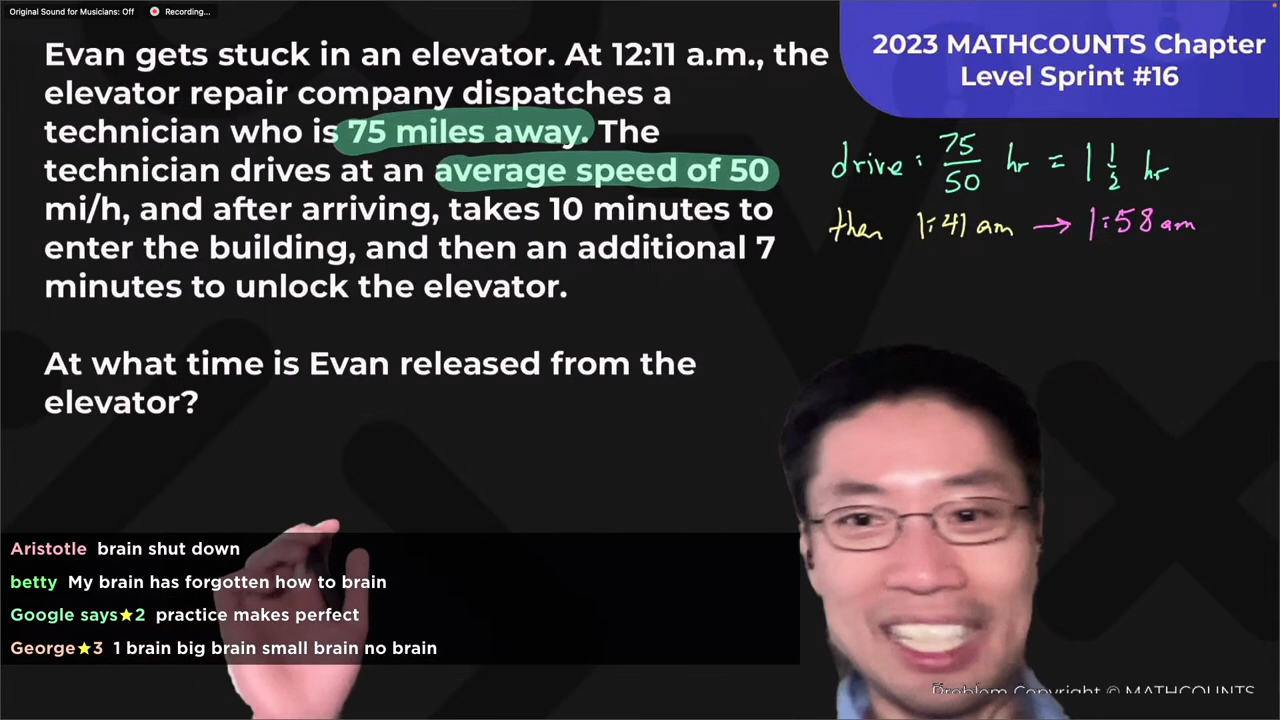 Original Sound for Musicians: Off Recording...
Evan gets stuck in an elevator. At 12:11 a.m., the
elevator repair company dispatches a
technician who is 75 miles away. The
technician drives at an average speed of 50
mi/h, and after arriving, takes 10 minutes to
enter the building, and then an additional 7
minutes to unlock the elevator.
At what time is Evan released from the
elevator?
2023 MATHCOUNTS Chapter
Level Sprint #16
drive: 75/50 hr = 1 1/2 hr
then 1:41 am → 1:58 am
Aristotle brain shut down
betty My brain has forgotten how to brain
Google says★2 practice makes perfect
George★3 1 brain big brain small brain no brain
Problem Copyright © MATHCOUNTS